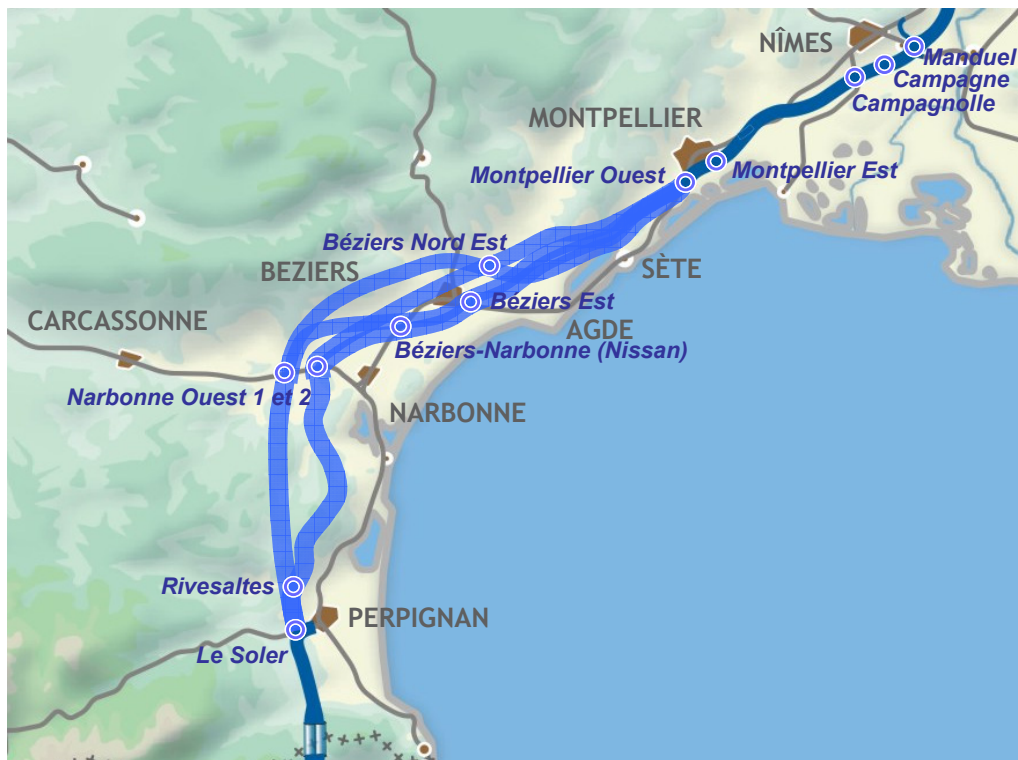 NÎMES
Manduel
Campagne
Campagnolle
MONTPELLIER
Montpellier Est
Montpellier Ouest
Béziers Nord Est
BEZIERS
SÈTE
Béziers Est
CARCASSONNE
AGDE
Béziers-Narbonne (Nissan)
Narbonne Ouest 1 et 2
NARBONNE
Rivesaltes
PERPIGNAN
Le Soler